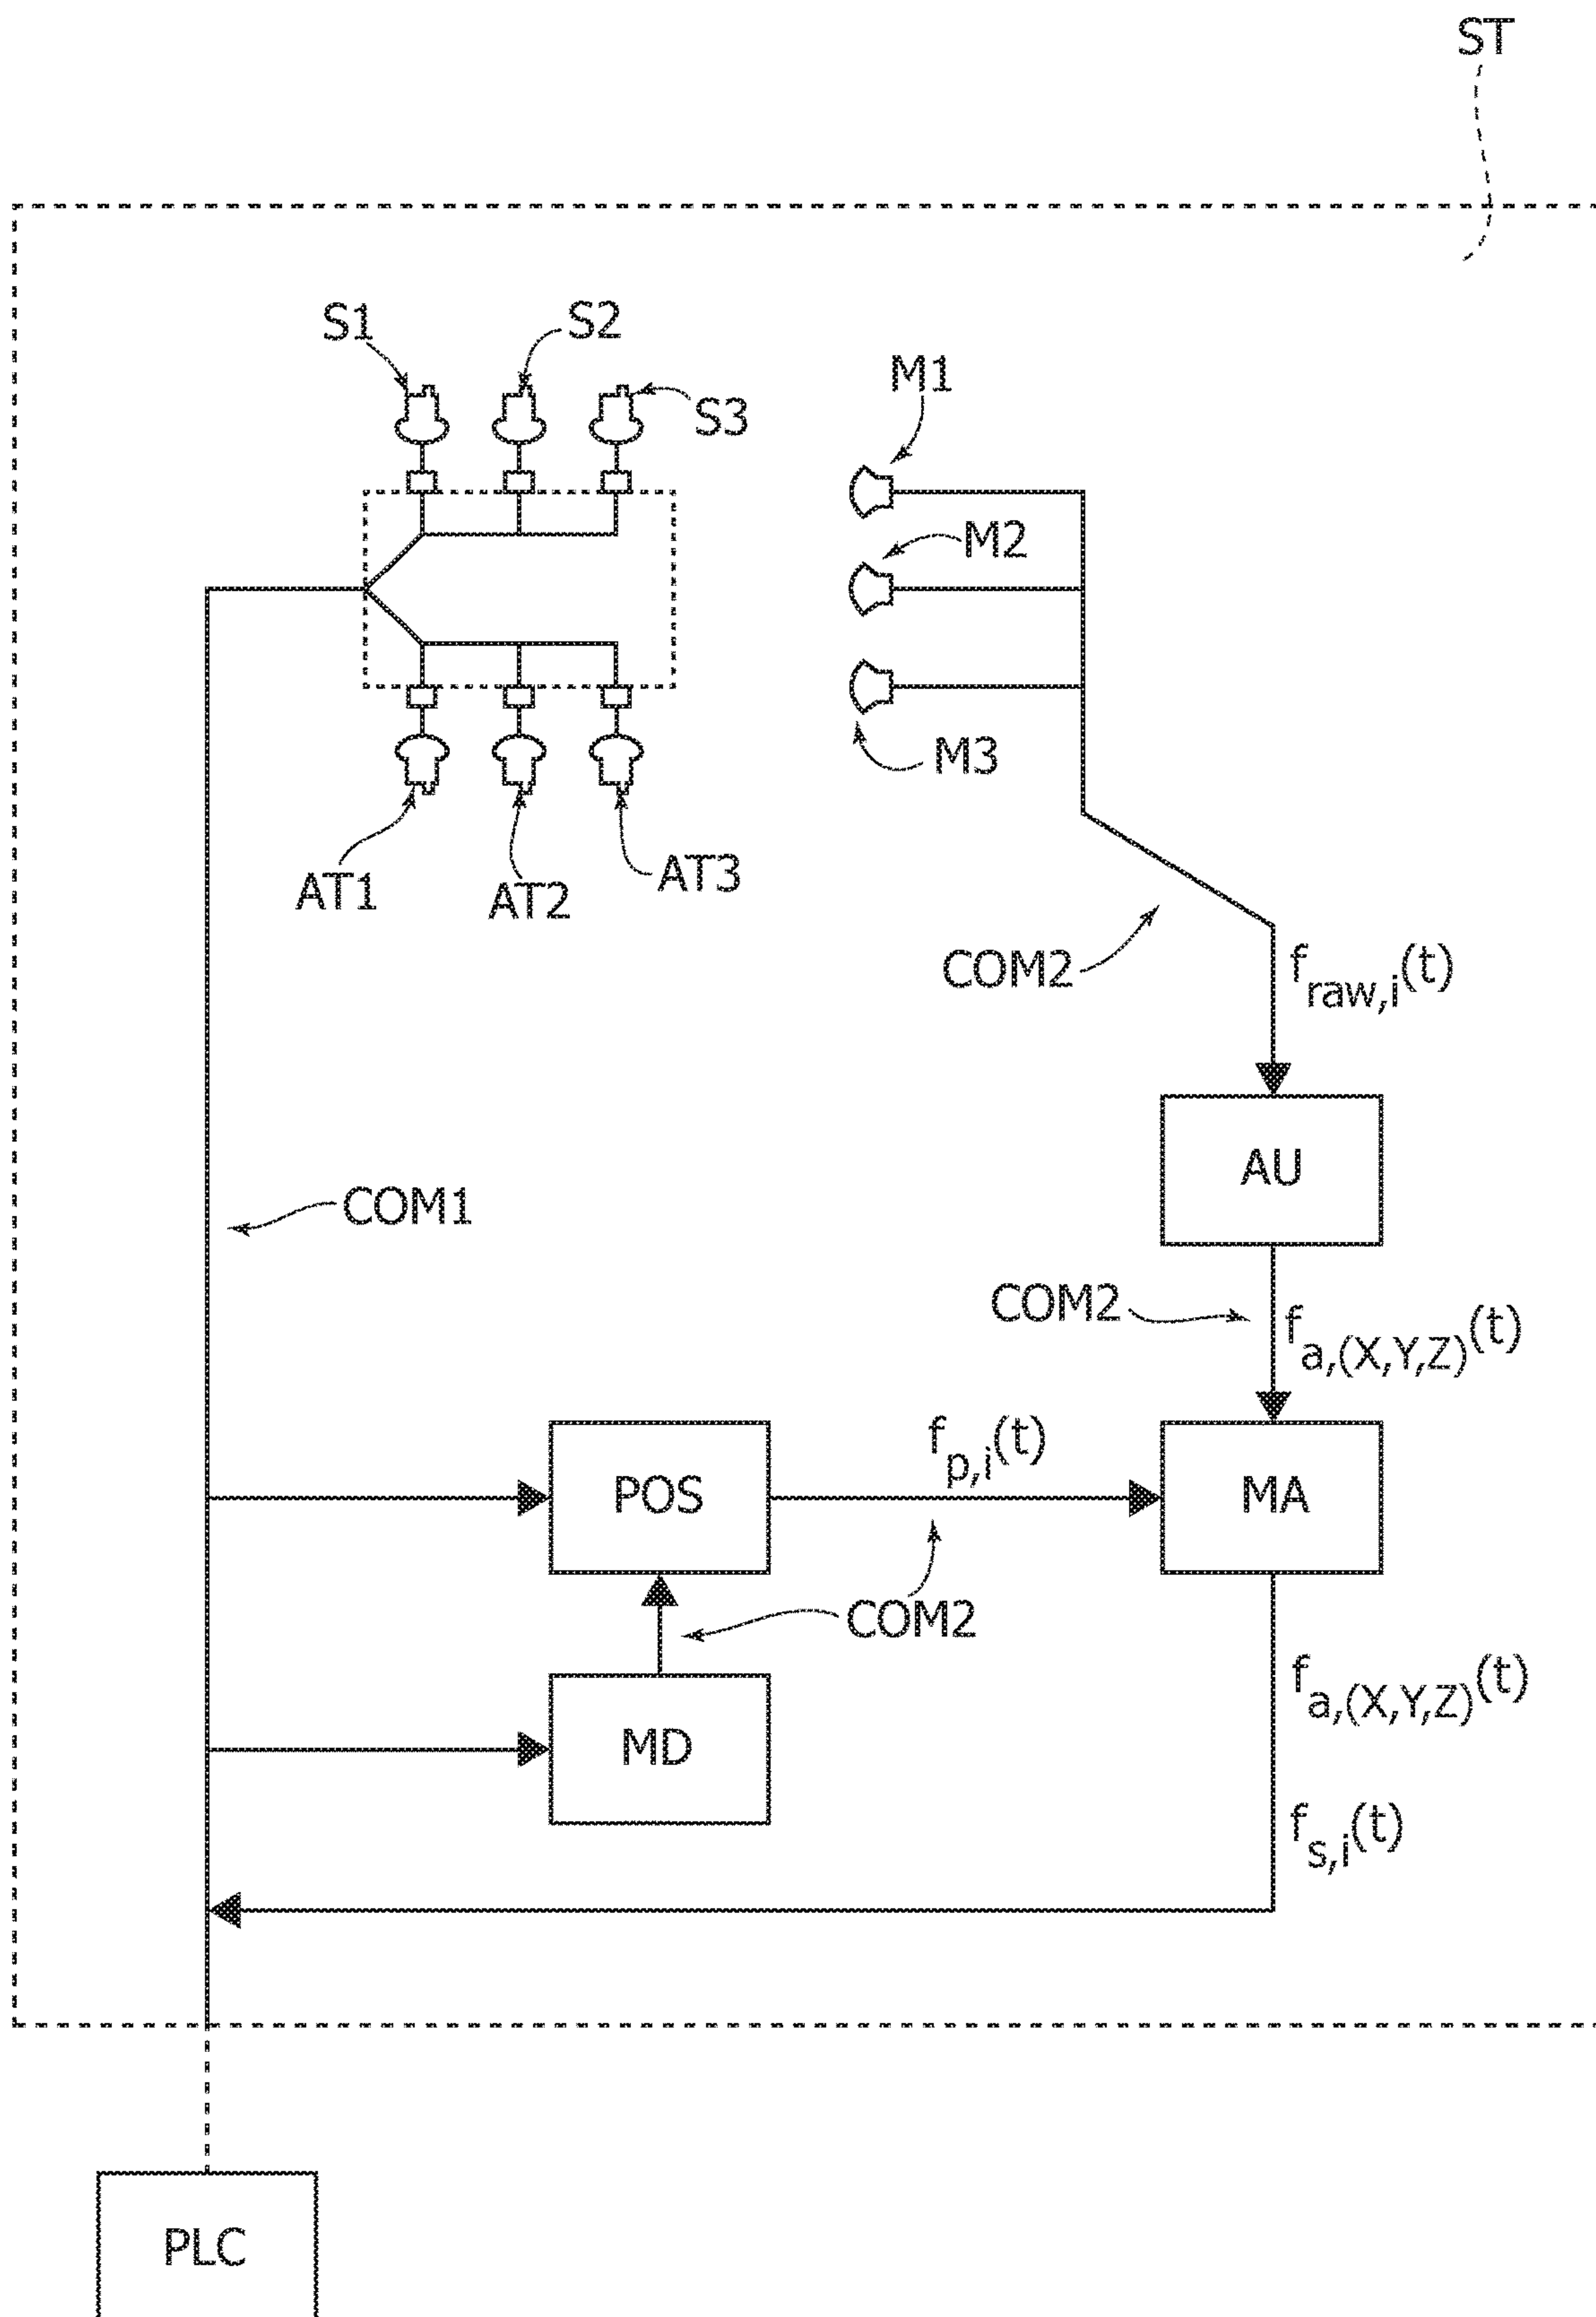 ST
S1
S2
S3
M1
M2
M3
AT1
AT2
AT3
COM2
f_raw,i(t)
AU
COM1
COM2
f_a,(X,Y,Z)(t)
POS
f_p,i(t)
MA
COM2
MD
f_a,(X,Y,Z)(t)
f_s,i(t)
PLC